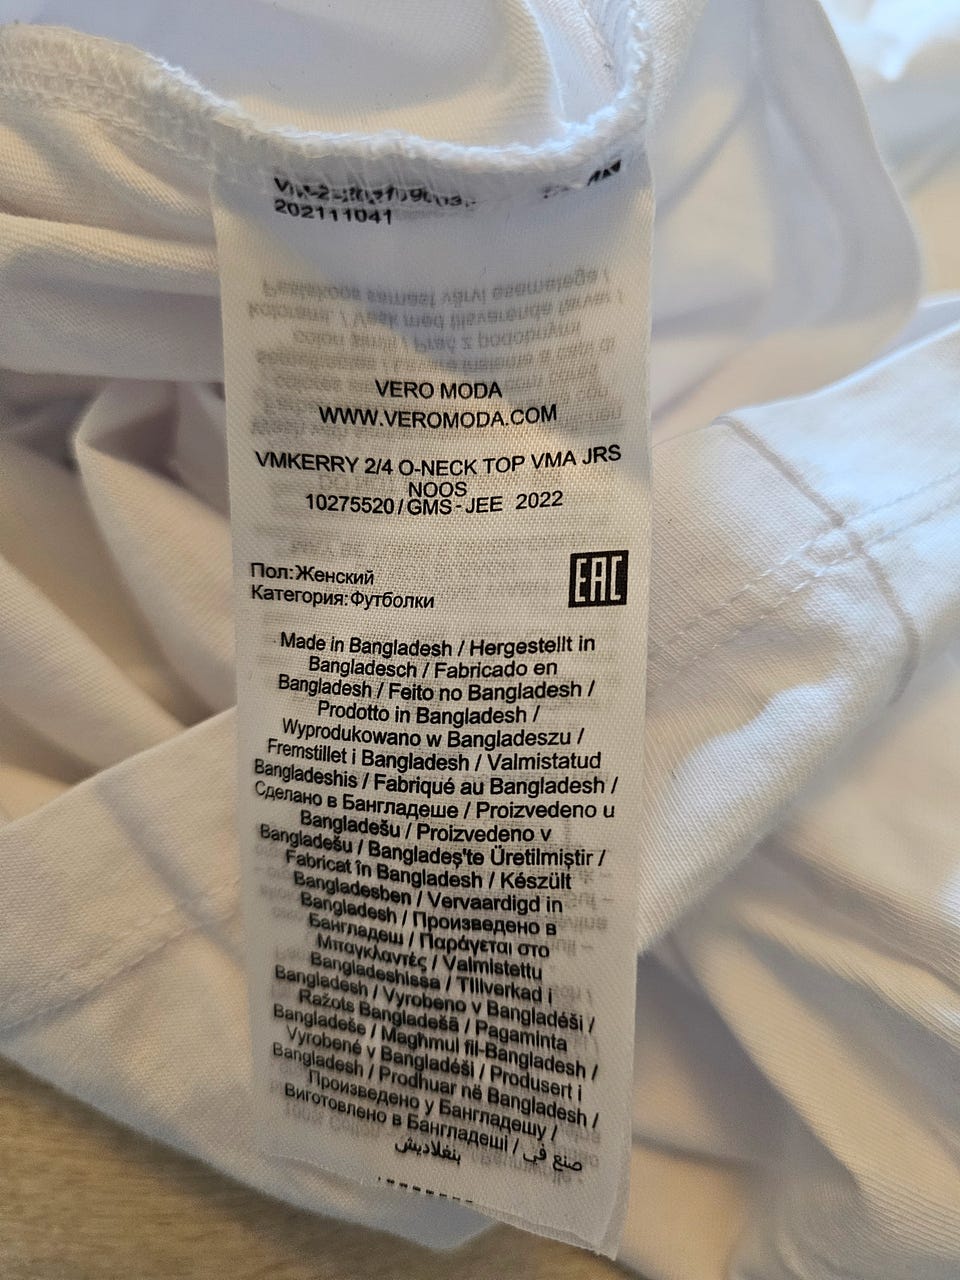 202111041
VERO MODA
WWW.VEROMODA.COM
VMKERRY 2/4 O-NECK TOP VMA JRS
NOOS
10275520/GMS-JEE 2022
Пол:Женский
Категория:Футболки
EAC
Made in Bangladesh / Hergestellt in
Bangladesch / Fabricado en
Bangladesh / Feito no Bangladesh /
Prodotto in Bangladesh /
Wyprodukowano w Bangladeszu /
Fremstillet i Bangladesh / Valmistatud
Bangladeshis / Fabriqué au Bangladesh /
Сделано в Бангладеше / Proizvedeno u
Bangladešu / Proizvedeno v
Bangladešu / Bangladeş'te Üretilmiştir /
Fabricat în Bangladesh / Készült
Bangladesben / Vervaardigd in
Bangladesh / Произведено в
Бангладеш / Παράγεται στο
Μπαγκλαντές / Valmistettu
Bangladeshissa / Tillverkad i
Bangladesh / Vyrobeno v Bangladéši /
Ražots Bangladešā / Pagaminta
Bangladeše / Magħmul fil-Bangladesh /
Vyrobené v Bangladéši / Produsert i
Bangladesh / Prodhuar në Bangladesh /
Произведено у Бангладешу /
Виготовлено в Бангладеші / صنع في
بنغلاديش